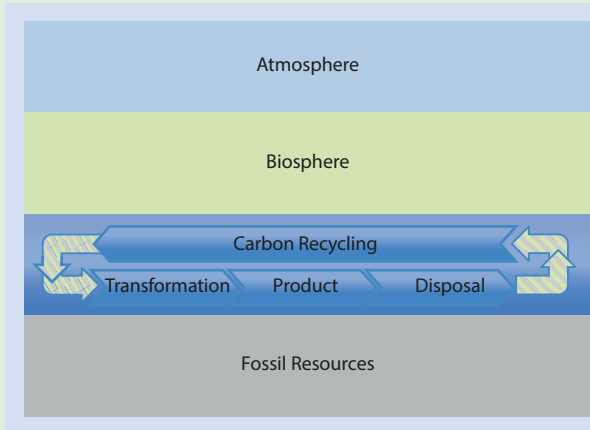 Atmosphere
Biosphere
Carbon Recycling
Transformation Product Disposal
Fossil Resources